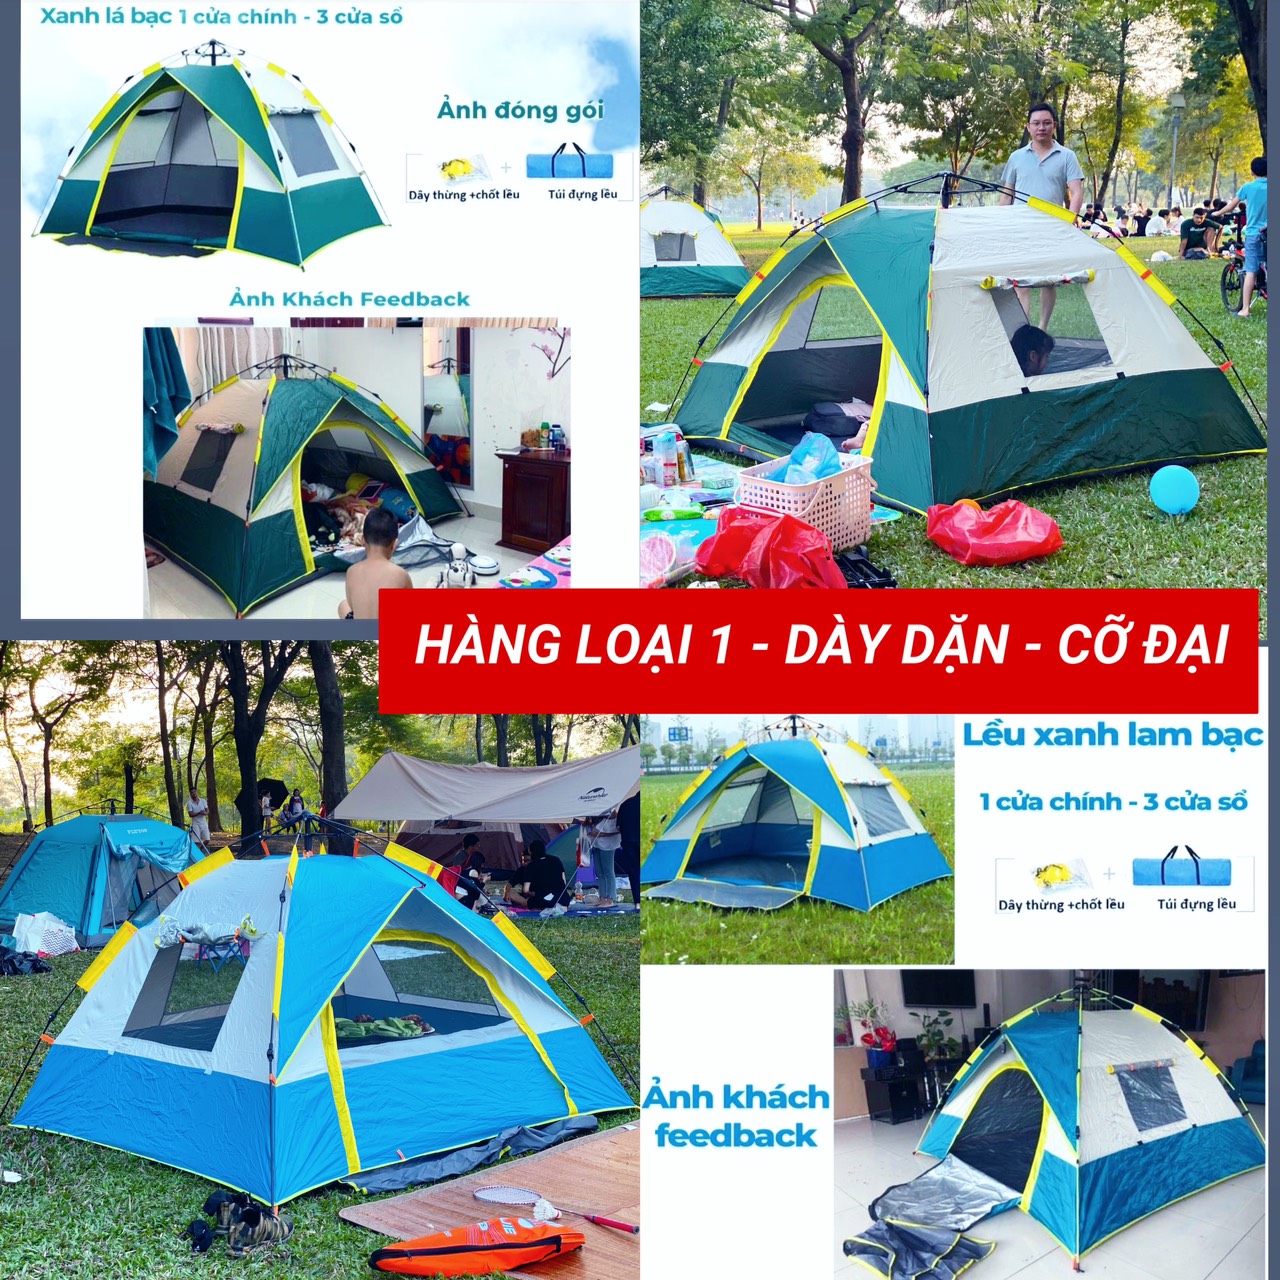 Xanh lá bạc 1 cửa chính - 3 cửa sổ
Ảnh đóng gói
+
Dây thừng +chốt lều
Túi đựng lều
Ảnh Khách Feedback
HÀNG LOẠI 1 - DÀY DẶN - CỠ ĐẠI
Lều xanh lam bạc
1 cửa chính - 3 cửa sổ
+
Dây thừng +chốt lều
Túi đựng lều
Ảnh khách
feedback